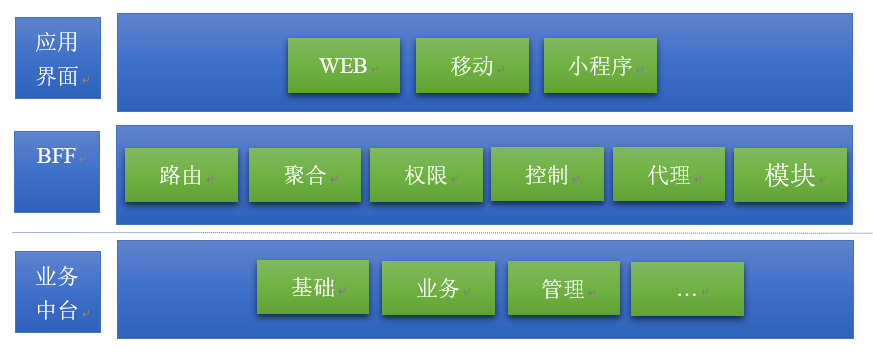 应用
界面
WEB 移动 小程序
BFF
路由 聚合 权限 控制 代理 模块
业务
中台
基础 业务 管理 …